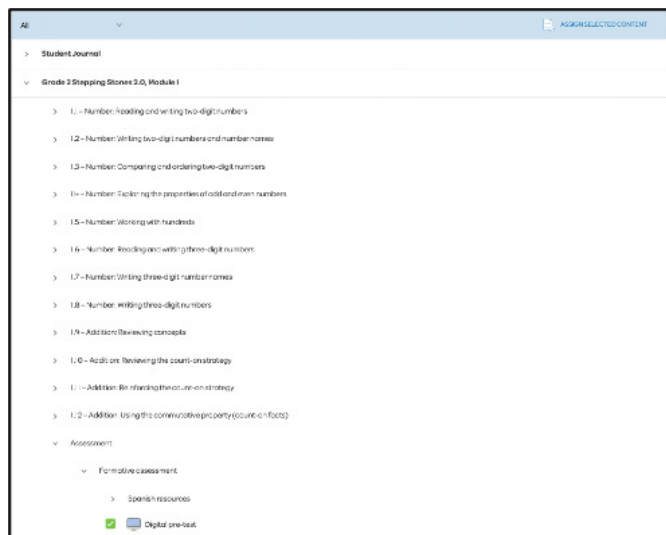 All
ASSIGN SELECTED CONTENT
Student Journal
Grade 2 Stepping Stones 2.0, Module 1
1.1 – Number: Reading and writing two-digit numbers
1.2 – Number: Writing two-digit numbers and number names
1.3 – Number: Comparing and ordering two-digit numbers
1.4 – Number: Exploring the properties of odd and even numbers
1.5 – Number: Working with hundreds
1.6 – Number: Reading and writing three-digit numbers
1.7 – Number: Writing three-digit number names
1.8 – Number: Writing three-digit numbers
1.9 – Addition: Reviewing concepts
1.10 – Addition: Reviewing the count-on strategy
1.11 – Addition: Reinforcing the count-on strategy
1.12 – Addition: Using the commutative property (count-on facts)
Assessment
Formative assessment
Spanish resources
Digital pre-test